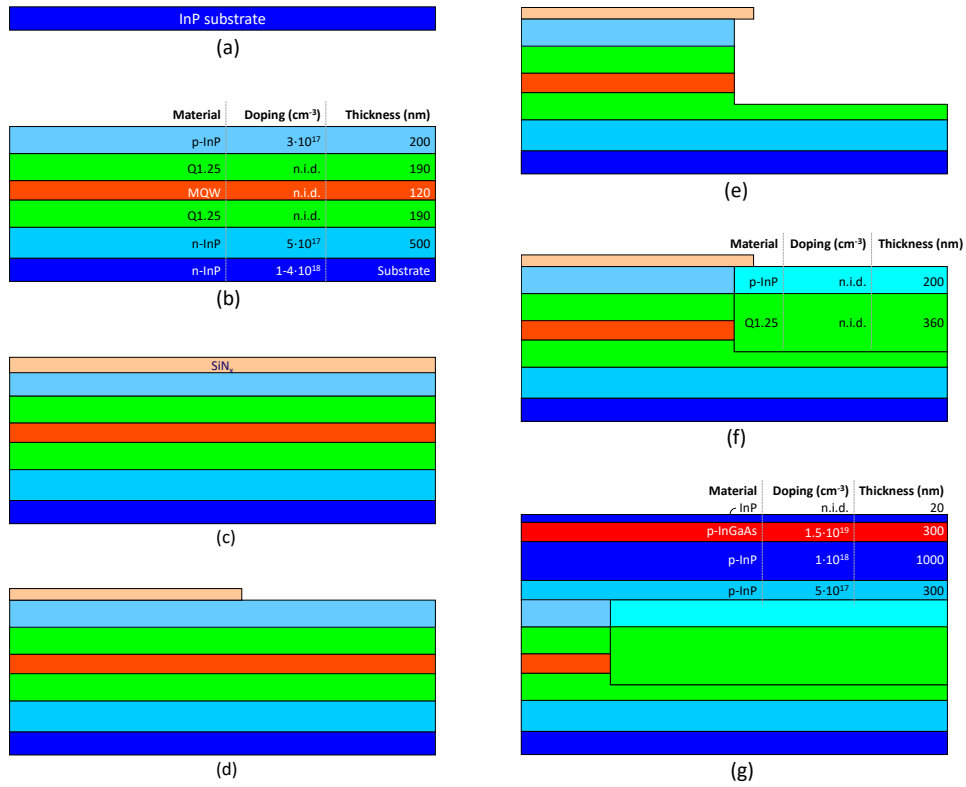 InP substrate
(a)
Material Doping (cm⁻³) Thickness (nm)
p-InP 3·10¹⁷ 200
Q1.25 n.i.d. 190
MQW n.i.d. 120
Q1.25 n.i.d. 190
n-InP 5·10¹⁷ 500
n-InP 1-4·10¹⁸ Substrate
(b)
SiNₓ
(c)
(d)
(e)
Material Doping (cm⁻³) Thickness (nm)
p-InP n.i.d. 200
Q1.25 n.i.d. 360
(f)
Material Doping (cm⁻³) Thickness (nm)
InP n.i.d. 20
p-InGaAs 1.5·10¹⁹ 300
p-InP 1·10¹⁸ 1000
p-InP 5·10¹⁷ 300
(g)